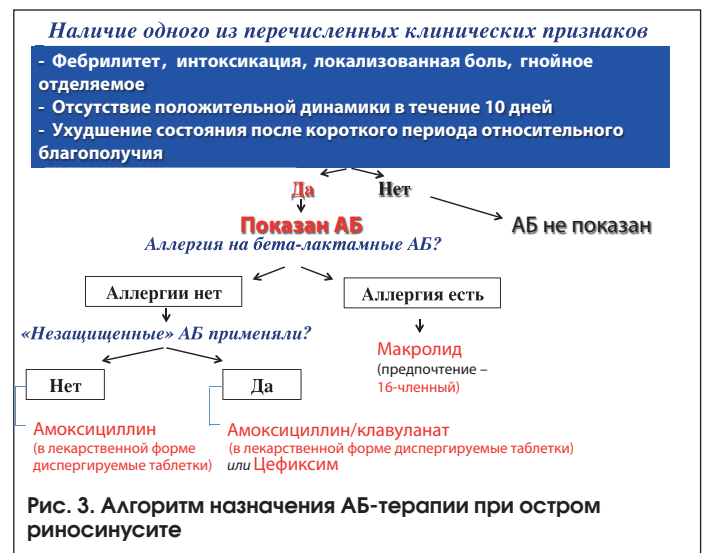 Наличие одного из перечисленных клинических признаков
- Фебрилитет, интоксикация, локализованная боль, гнойное
отделяемое
- Отсутствие положительной динамики в течение 10 дней
- Ухудшение состояния после короткого периода относительного
благополучия
Да
Нет
Показан АБ
АБ не показан
Аллергия на бета-лактамные АБ?
Аллергии нет
Аллергия есть
«Незащищенные» АБ применяли?
Макролид
(предпочтение –
16-членный)
Нет
Да
Амоксициллин
(в лекарственной форме
диспергируемые таблетки)
Амоксициллин/клавуланат
(в лекарственной форме диспергируемые таблетки)
или Цефиксим
Рис. 3. Алгоритм назначения АБ-терапии при остром
риносинусите